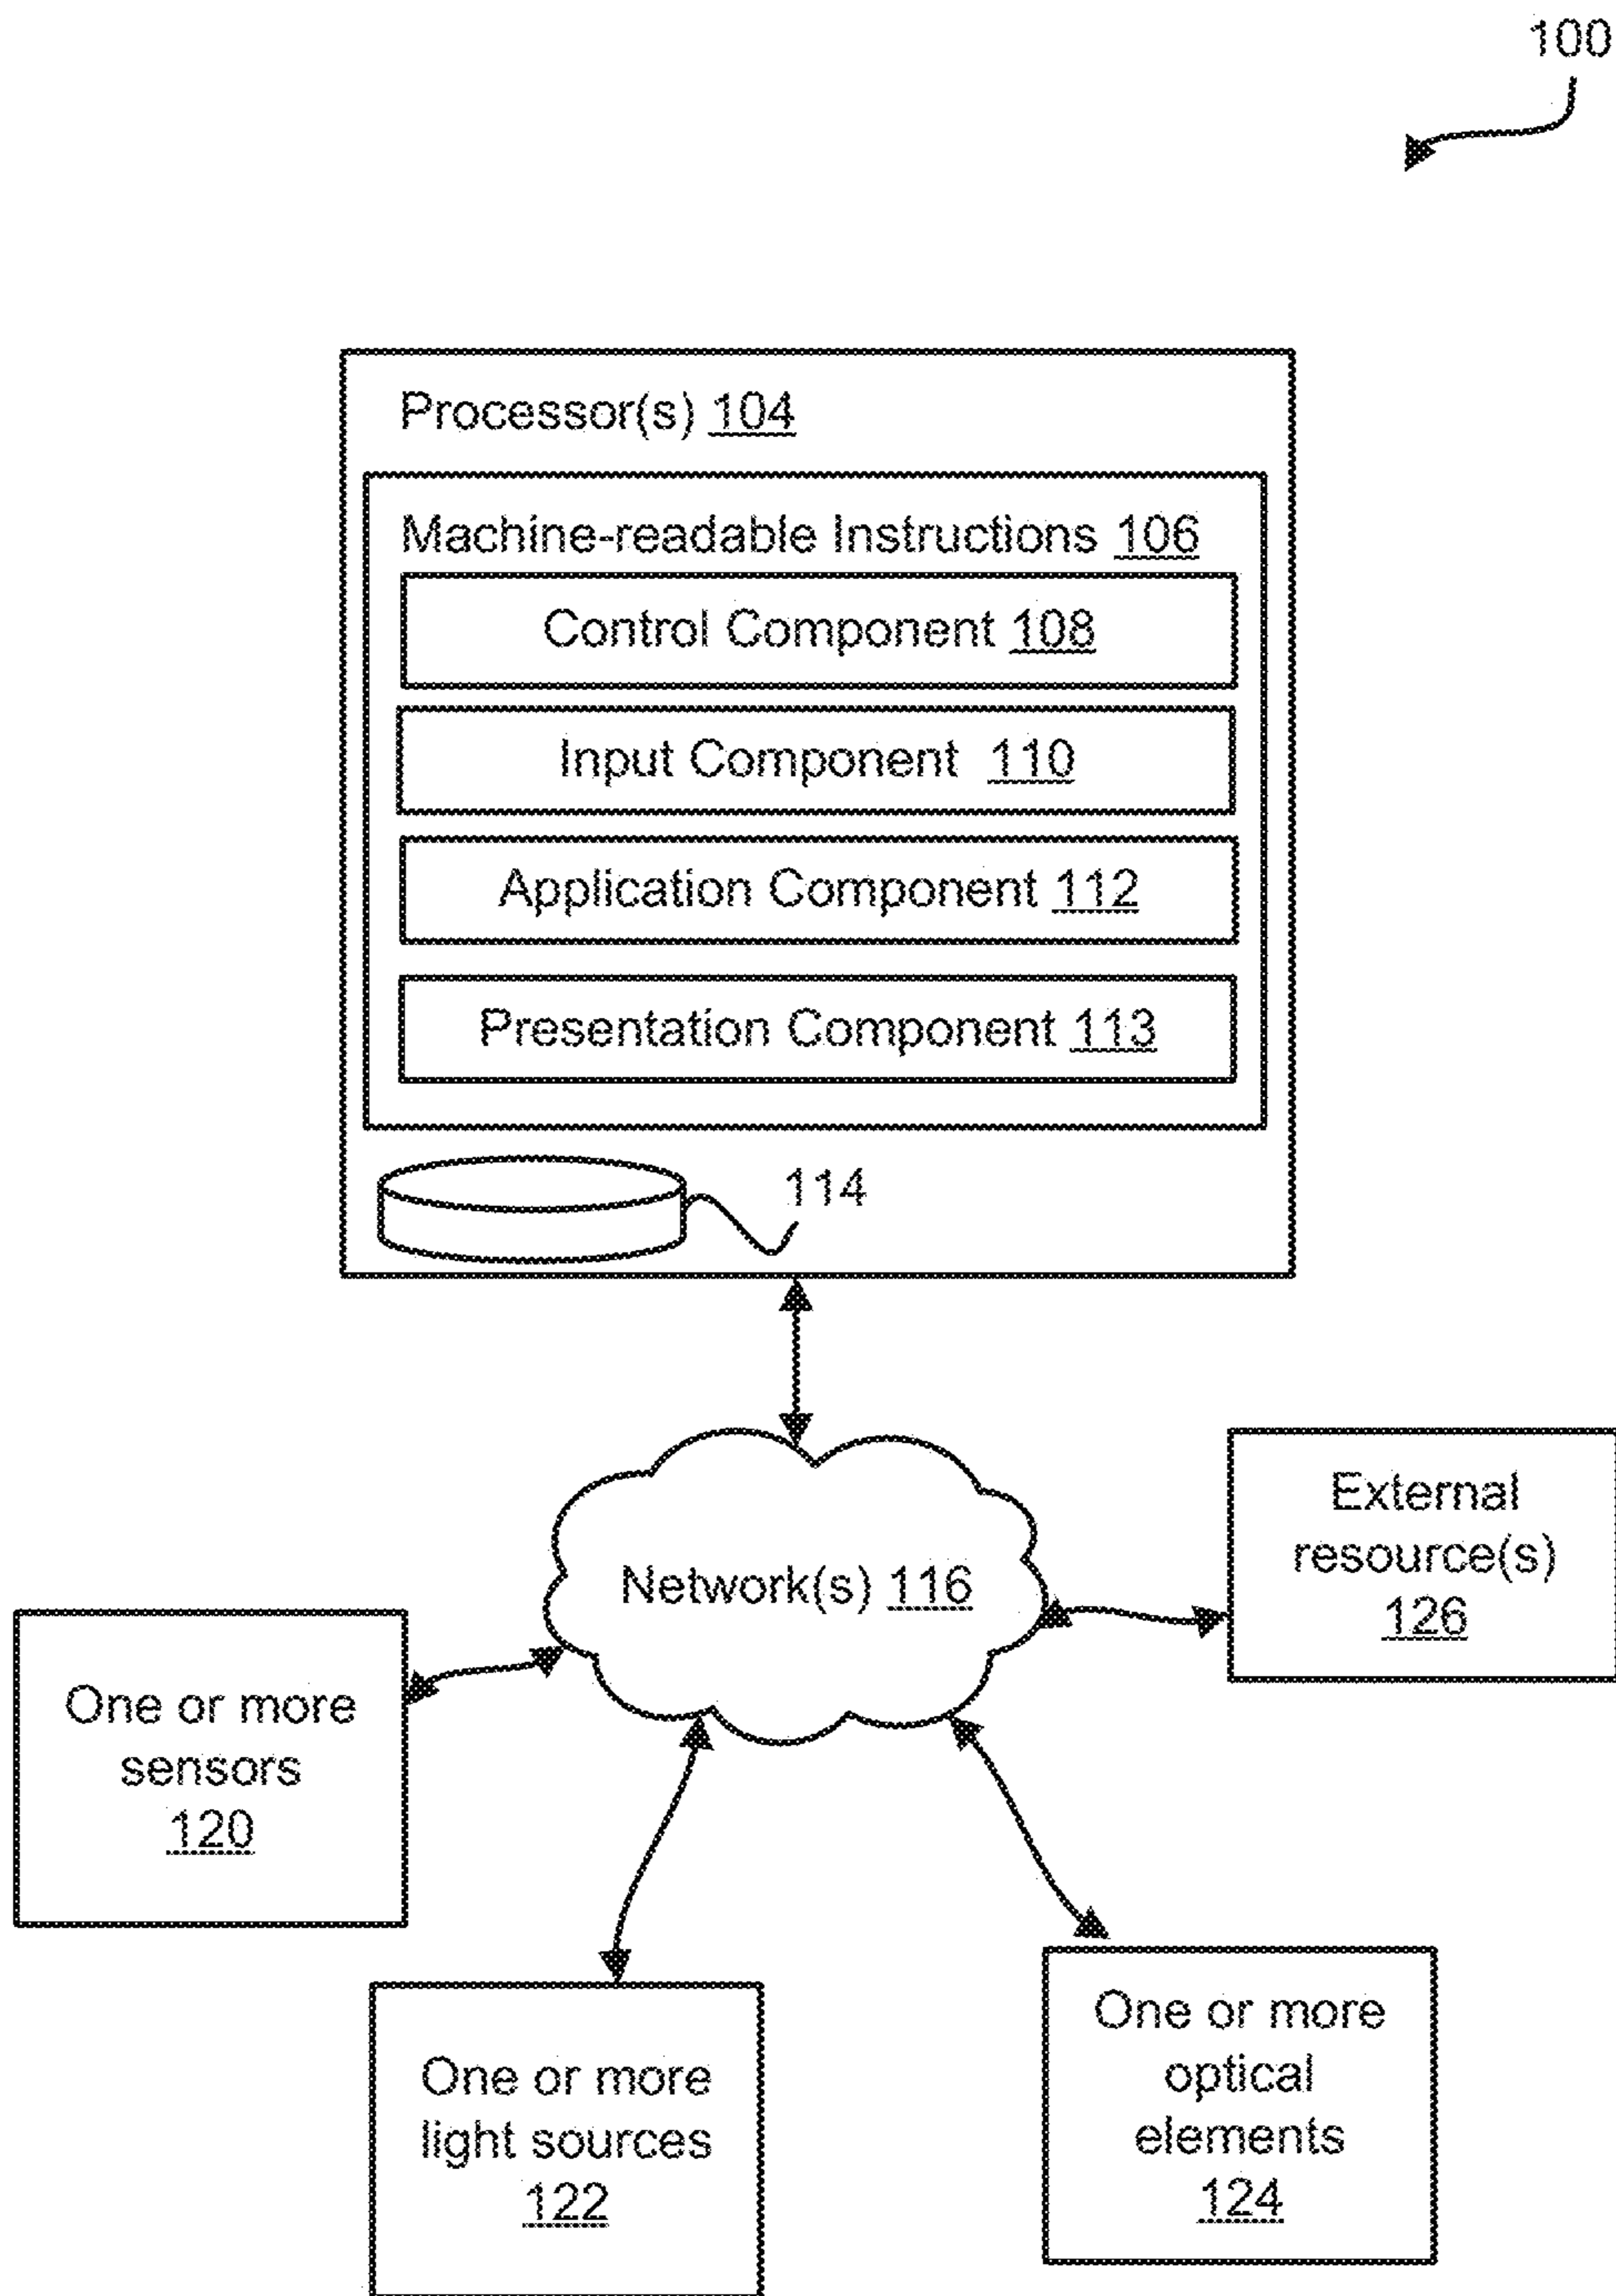 100
Processor(s) 104
Machine-readable Instructions 106
Control Component 108
Input Component 110
Application Component 112
Presentation Component 113
114
Network(s) 116
External
resource(s)
126
One or more
sensors
120
One or more
light sources
122
One or more
optical
elements
124